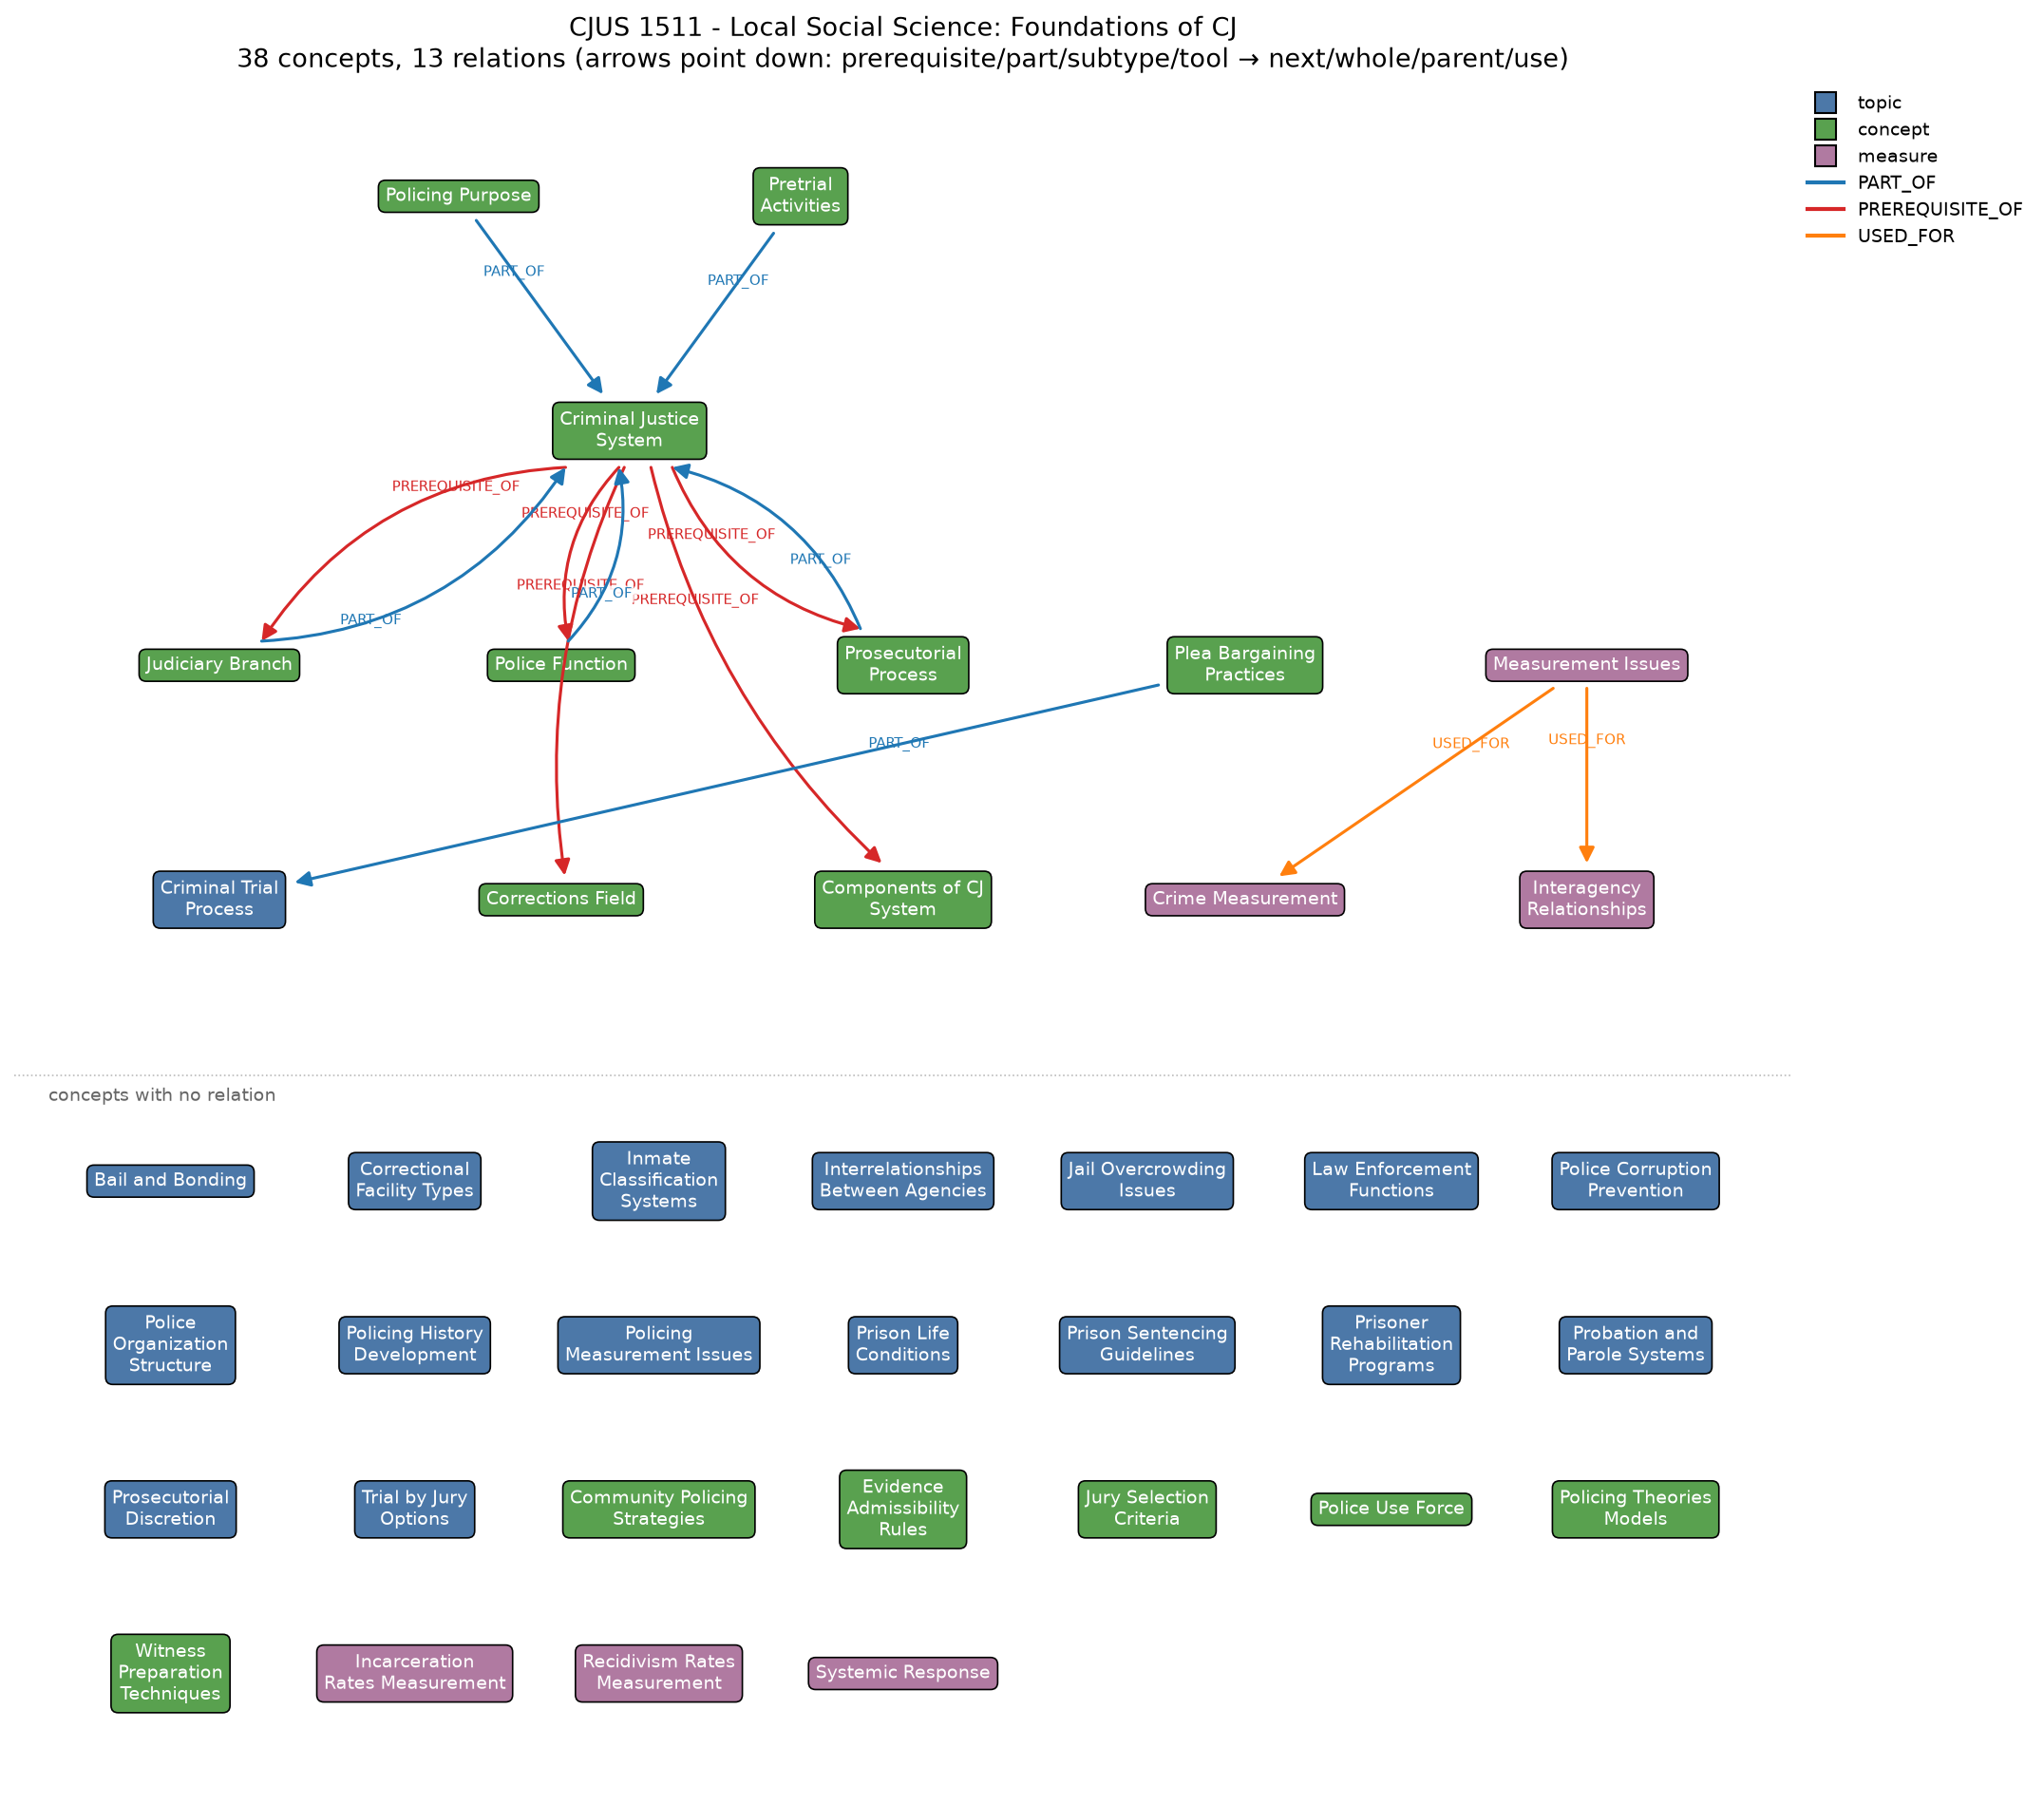 CJUS 1511 - Local Social Science: Foundations of CJ
38 concepts, 13 relations (arrows point down: prerequisite/part/subtype/tool → next/whole/parent/use)
topic
concept
measure
PART_OF
PREREQUISITE_OF
USED_FOR
Policing Purpose
Pretrial
Activities
PART_OF
PART_OF
Criminal Justice
System
PREREQUISITE_OF
PREREQUISITE_OF
PREREQUISITE_OF
PART_OF
PREREQUISITE_OF
PART_OF
PREREQUISITE_OF
PART_OF
Judiciary Branch
Police Function
Prosecutorial
Process
Plea Bargaining
Practices
Measurement Issues
PART_OF
USED_FOR
USED_FOR
Criminal Trial
Process
Corrections Field
Components of CJ
System
Crime Measurement
Interagency
Relationships
concepts with no relation
Bail and Bonding
Correctional
Facility Types
Inmate
Classification
Systems
Interrelationships
Between Agencies
Jail Overcrowding
Issues
Law Enforcement
Functions
Police Corruption
Prevention
Police
Organization
Structure
Policing History
Development
Policing
Measurement Issues
Prison Life
Conditions
Prison Sentencing
Guidelines
Prisoner
Rehabilitation
Programs
Probation and
Parole Systems
Prosecutorial
Discretion
Trial by Jury
Options
Community Policing
Strategies
Evidence
Admissibility
Rules
Jury Selection
Criteria
Police Use Force
Policing Theories
Models
Witness
Preparation
Techniques
Incarceration
Rates Measurement
Recidivism Rates
Measurement
Systemic Response